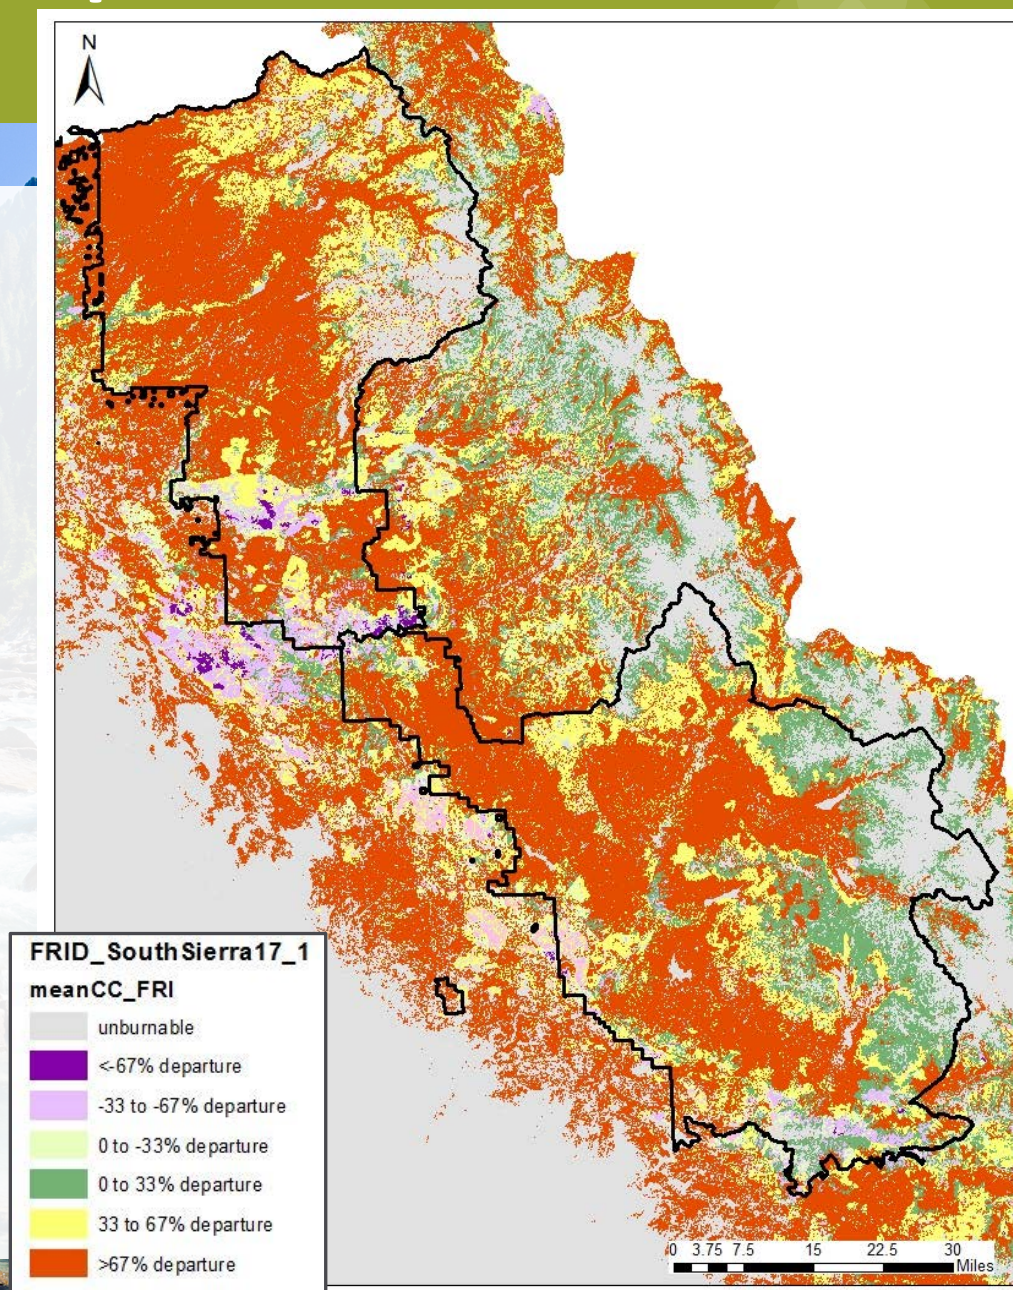 N
FRID_SouthSierra17_1
meanCC_FRI
unburnable
<-67% departure
-33 to -67% departure
0 to -33% departure
0 to 33% departure
33 to 67% departure
>67% departure
0 3.75 7.5 15 22.5 30
Miles